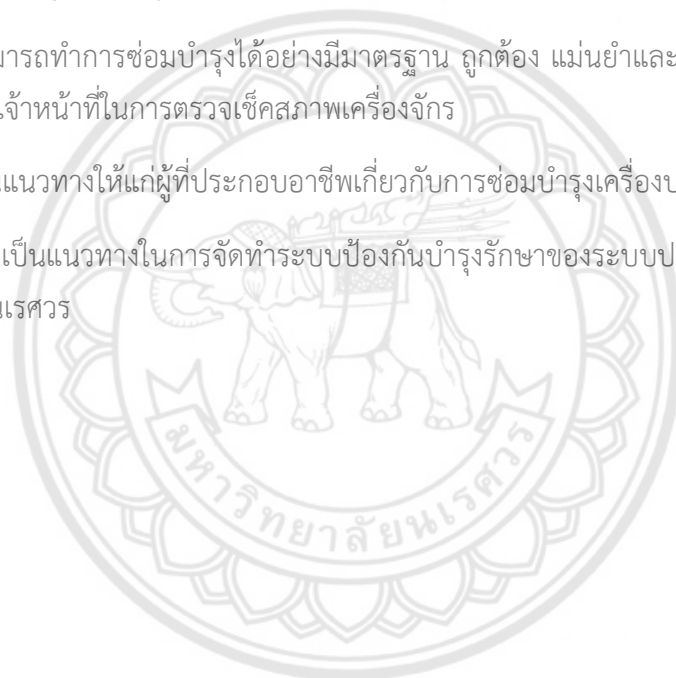 มารถทำการซ่อมบำรุงได้อย่างมีมาตรฐาน ถูกต้อง แม่นยำและ
เจ้าหน้าที่ในการตรวจเช็คสภาพเครื่องจักร
แนวทางให้แก่ผู้ที่ประกอบอาชีพเกี่ยวกับการซ่อมบำรุงเครื่อง
เป็นแนวทางในการจัดทำระบบป้องกันบำรุงรักษาของระบบ
นเรศวร
มหาวิทยาลัยนเรศวร